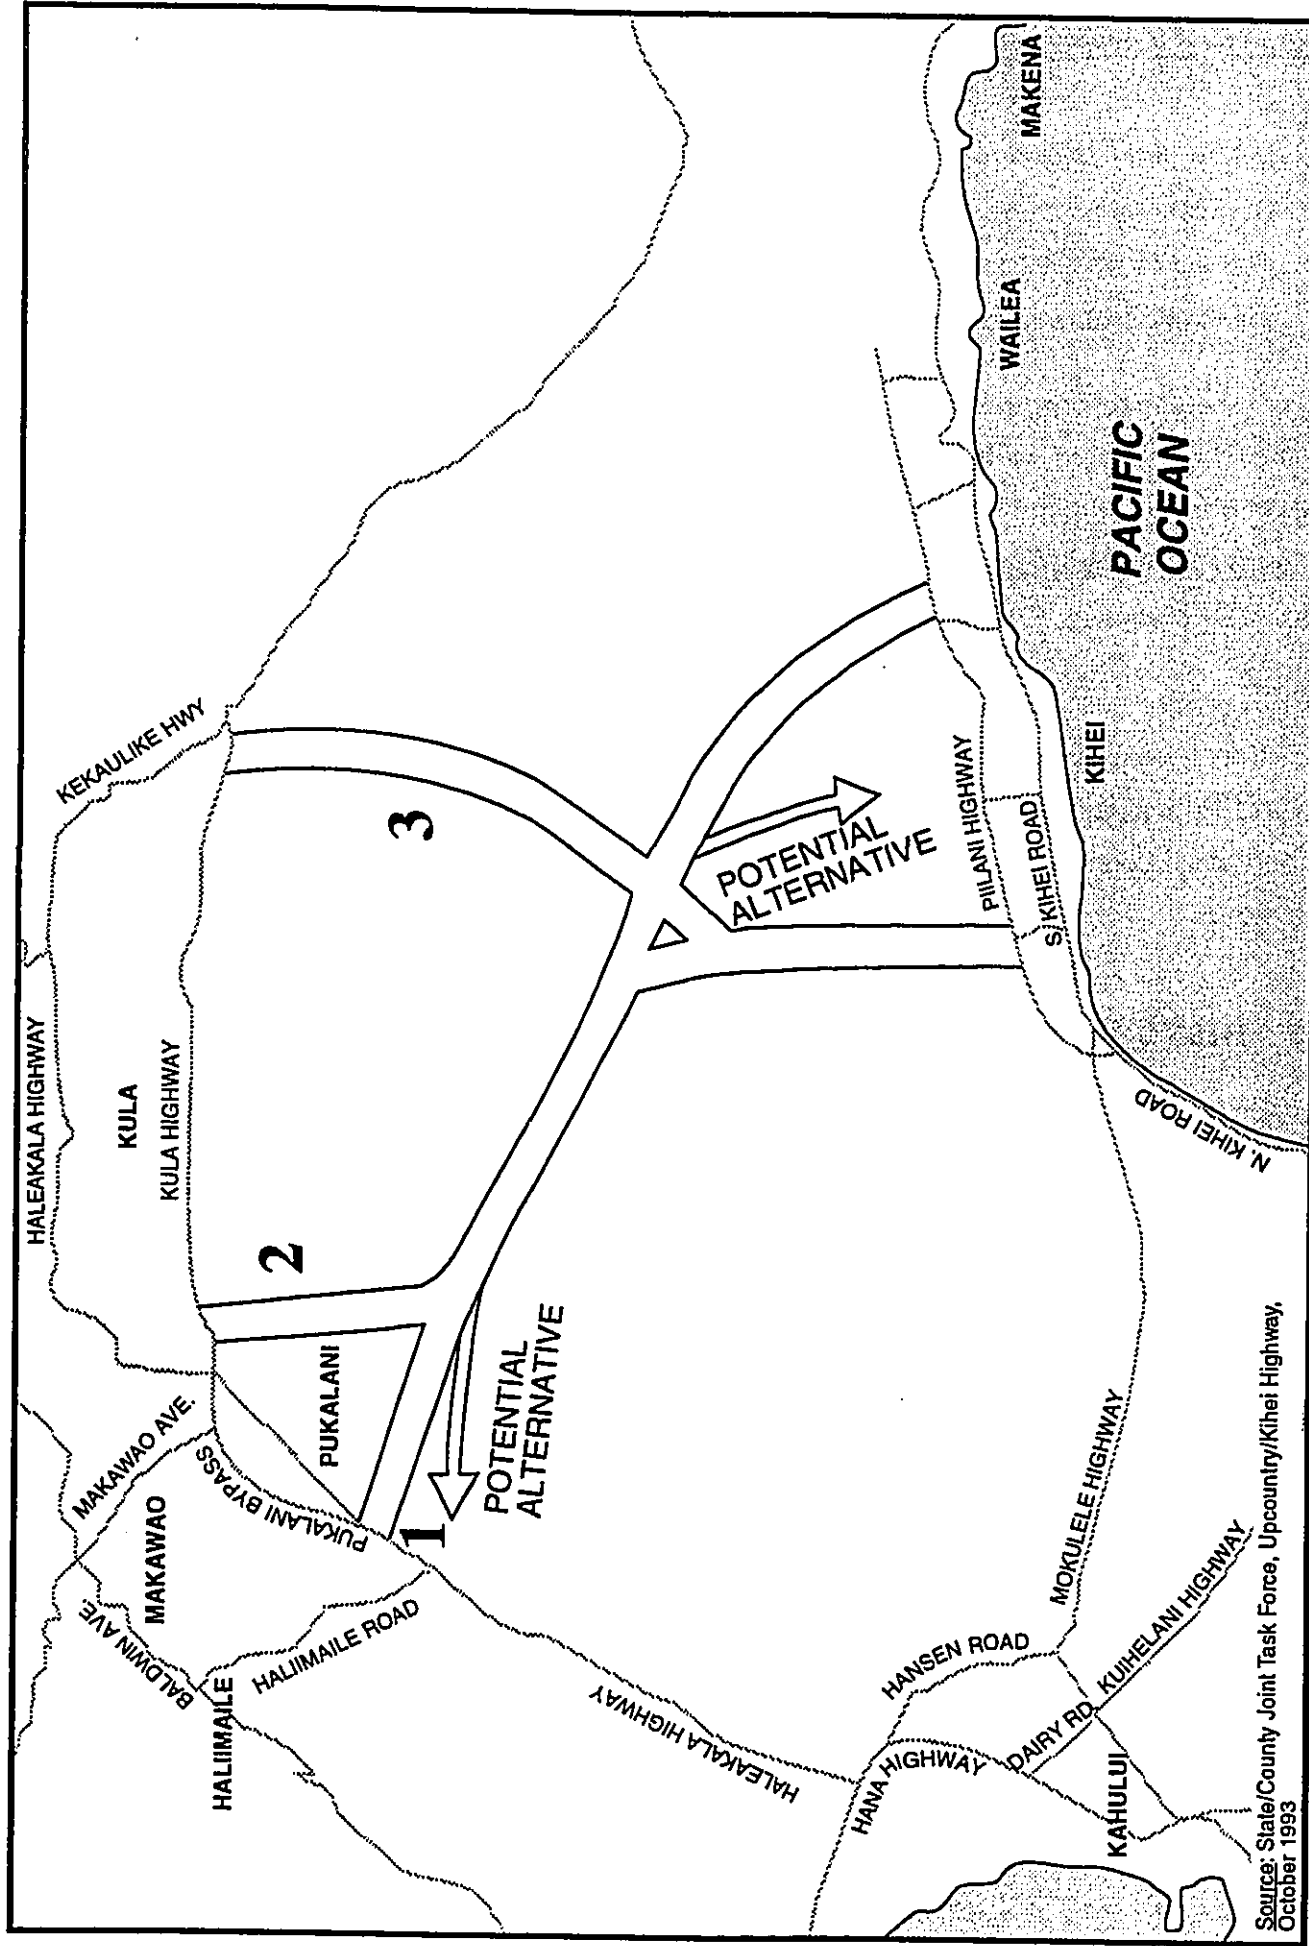 HALEAKALA HIGHWAY
KULA
KULA HIGHWAY
KEKAULIKE HWY
MAKAWAO AVE.
MAKAWAO
BALDWIN AVE.
HALIIMAILE
HALIIMAILE ROAD
PUKALANI BYPASS
PUKALANI
1
2
3
POTENTIAL
ALTERNATIVE
POTENTIAL
ALTERNATIVE
HALEAKALA HIGHWAY
HANA HIGHWAY
HANSEN ROAD
DAIRY RD.
KUIHELANI HIGHWAY
KAHULUI
MOKULELE HIGHWAY
N. KIHEI ROAD
S. KIHEI ROAD
PIILANI HIGHWAY
KIHEI
WAILEA
MAKENA
PACIFIC
OCEAN
Source: State/County Joint Task Force, Upcountry/Kihei Highway,
October 1993